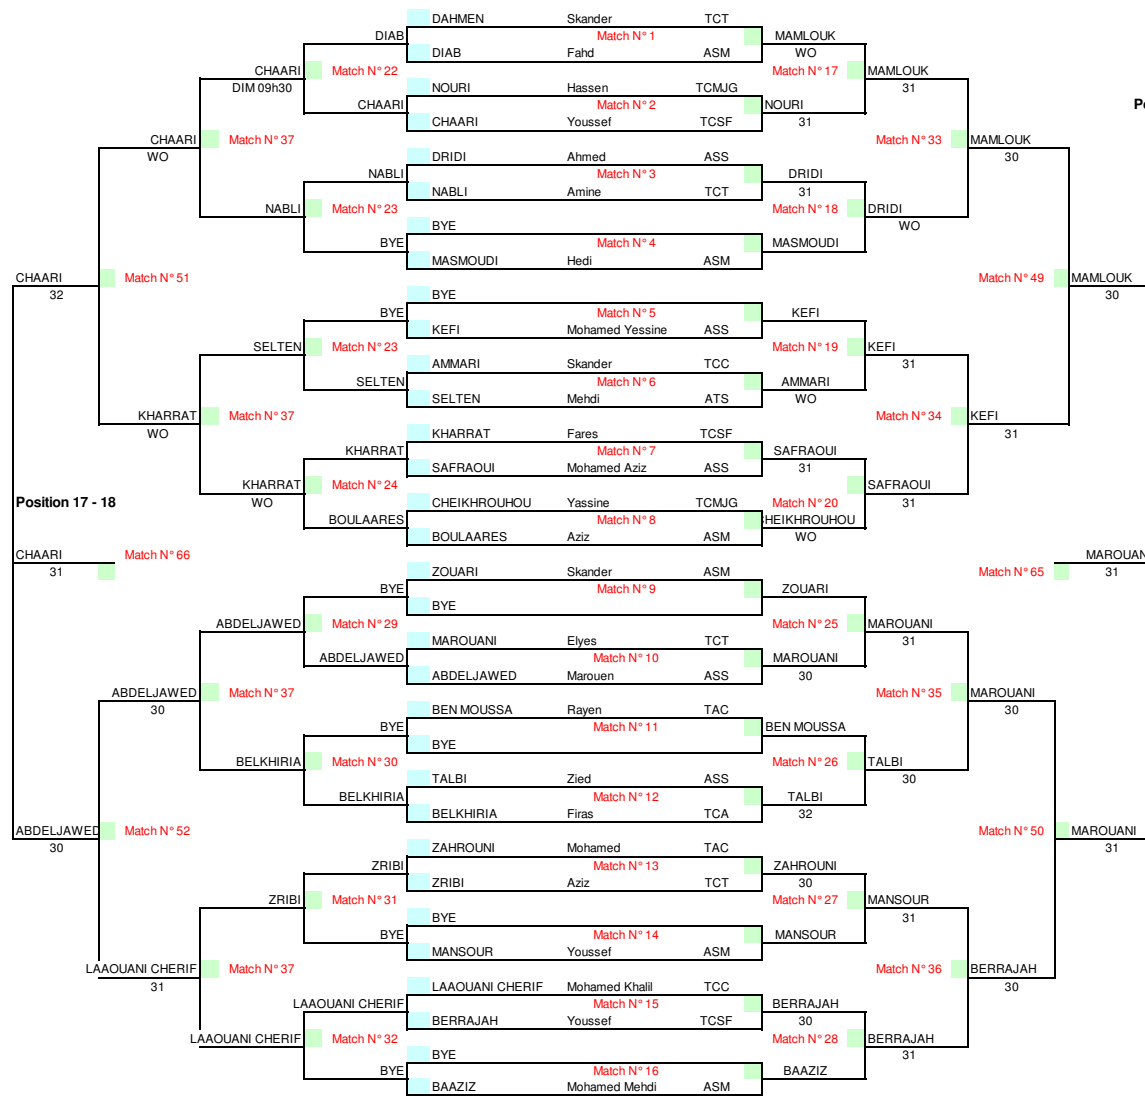 DAHMEN Skander TCT
DIAB Match N° 1 MAMLOUK
DIAB Fahd ASM WO
CHAARI Match N° 22 Match N° 17 MAMLOUK
DIM 09h30 NOURI Hassen TCMJG 31
CHAARI Match N° 2 NOURI Po
CHAARI Youssef TCSF 31
CHAARI Match N° 37 Match N° 33 MAMLOUK
WO DRIDI Ahmed ASS 30
NABLI Match N° 3 DRIDI
NABLI Amine TCT 31
NABLI Match N° 23 Match N° 18 DRIDI
BYE WO
BYE Match N° 4 MASMOUDI
MASMOUDI Hedi ASM
CHAARI Match N° 51 Match N° 49 MAMLOUK
32 BYE 30
BYE Match N° 5 KEFI
KEFI Mohamed Yessine ASS
SELTEN Match N° 23 Match N° 19 KEFI
AMMARI Skander TCC 31
SELTEN Match N° 6 AMMARI
SELTEN Mehdi ATS WO
KHARRAT Match N° 37 Match N° 34 KEFI
WO KHARRAT Fares TCSF 31
KHARRAT Match N° 7 SAFRAOUI
SAFRAOUI Mohamed Aziz ASS 31
KHARRAT Match N° 24 SAFRAOUI
Position 17 - 18 WO CHEIKHROUHOU Yassine TCMJG Match N° 20 31
BOULAARES Match N° 8 CHEIKHROUHOU
BOULAARES Aziz ASM WO
CHAARI Match N° 66 MAROUAN
31 ZOUARI Skander ASM Match N° 65 31
BYE Match N° 9 ZOUARI
BYE
ABDELJAWED Match N° 29 Match N° 25 MAROUANI
MAROUANI Elyes TCT 31
ABDELJAWED Match N° 10 MAROUANI
ABDELJAWED Marouen ASS 30
ABDELJAWED Match N° 37 Match N° 35 MAROUANI
30 BEN MOUSSA Rayen TAC 30
BYE Match N° 11 BEN MOUSSA
BYE
BELKHIRIA Match N° 30 Match N° 26 TALBI
TALBI Zied ASS 30
BELKHIRIA Match N° 12 TALBI
BELKHIRIA Firas TCA 32
ABDELJAWED Match N° 52 Match N° 50 MAROUANI
30 ZAHROUNI Mohamed TAC 31
ZRIBI Match N° 13 ZAHROUNI
ZRIBI Aziz TCT 30
ZRIBI Match N° 31 Match N° 27 MANSOUR
BYE 31
BYE Match N° 14 MANSOUR
MANSOUR Youssef ASM
LAAOUANI CHERIF Match N° 37 Match N° 36 BERRAJAH
31 LAAOUANI CHERIF Mohamed Khalil TCC 30
LAAOUANI CHERIF Match N° 15 BERRAJAH
BERRAJAH Youssef TCSF 30
LAAOUANI CHERIF Match N° 32 Match N° 28 BERRAJAH
BYE 31
BYE Match N° 16 BAAZIZ
BAAZIZ Mohamed Mehdi ASM